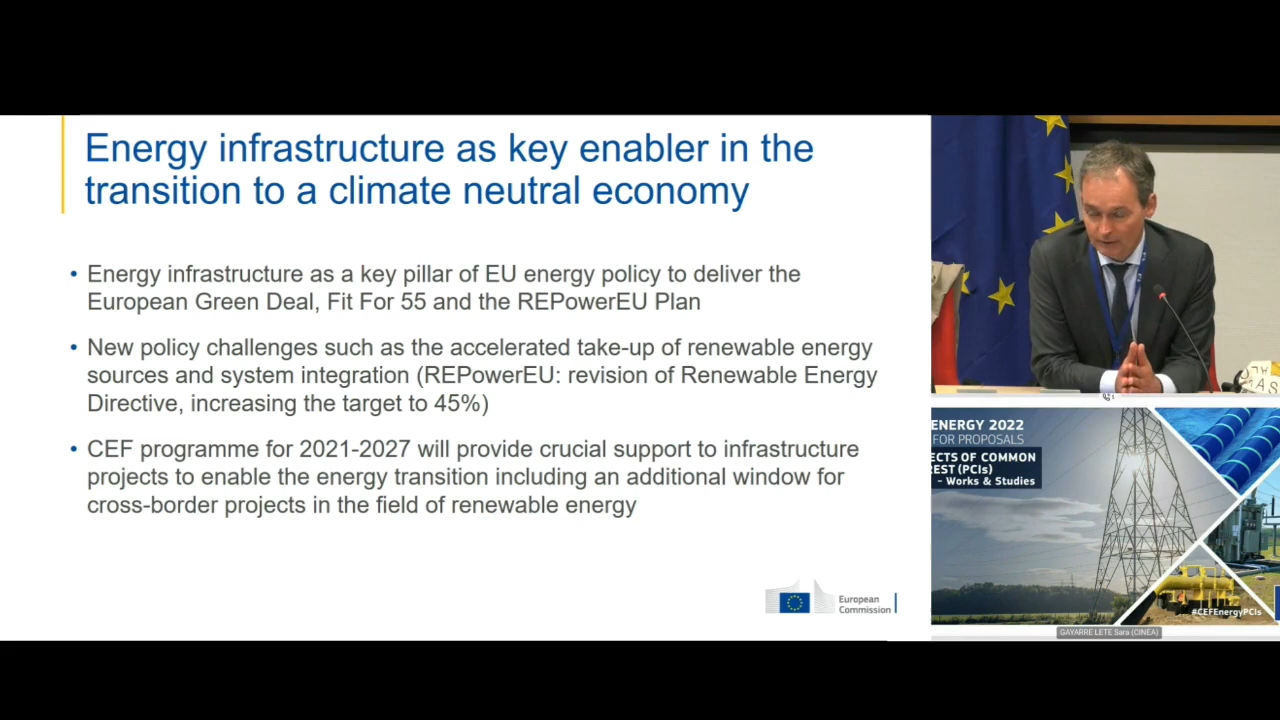 Energy infrastructure as key enabler in the
transition to a climate neutral economy
• Energy infrastructure as a key pillar of EU energy policy to deliver the
European Green Deal, Fit For 55 and the REPowerEU Plan
• New policy challenges such as the accelerated take-up of renewable energy
sources and system integration (REPowerEU: revision of Renewable Energy
Directive, increasing the target to 45%)
• CEF programme for 2021-2027 will provide crucial support to infrastructure
projects to enable the energy transition including an additional window for
cross-border projects in the field of renewable energy
European
Commission
ENERGY 2022
FOR PROPOSALS
ECTS OF COMMON
REST (PCIs)
- Works & Studies
#CEFEnergyPCIs
GAYARRE LETE Sara (CINEA)